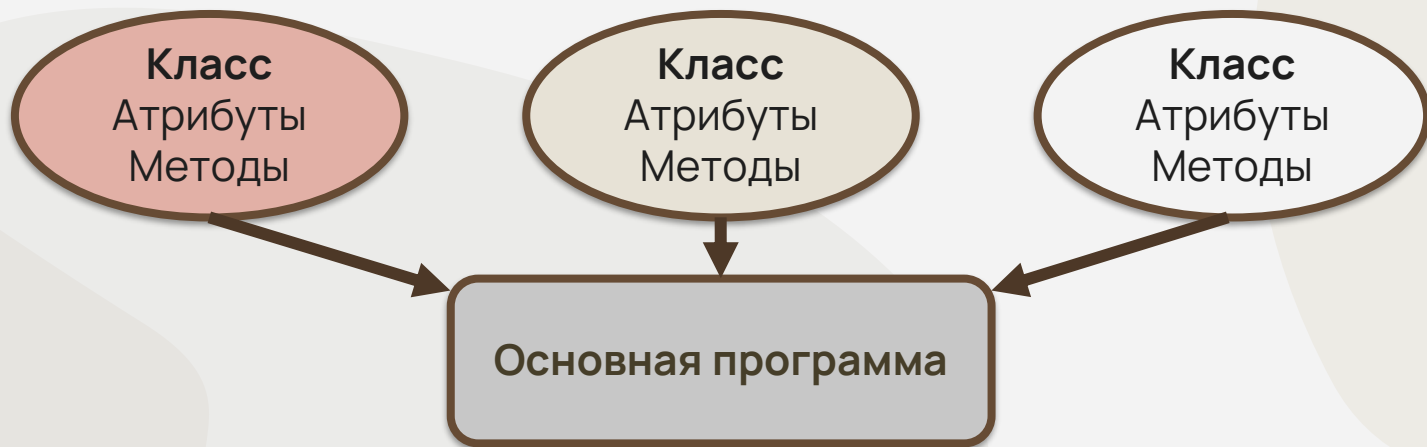 Класс
Атрибуты
Методы
Класс
Атрибуты
Методы
Класс
Атрибуты
Методы
Основная программа